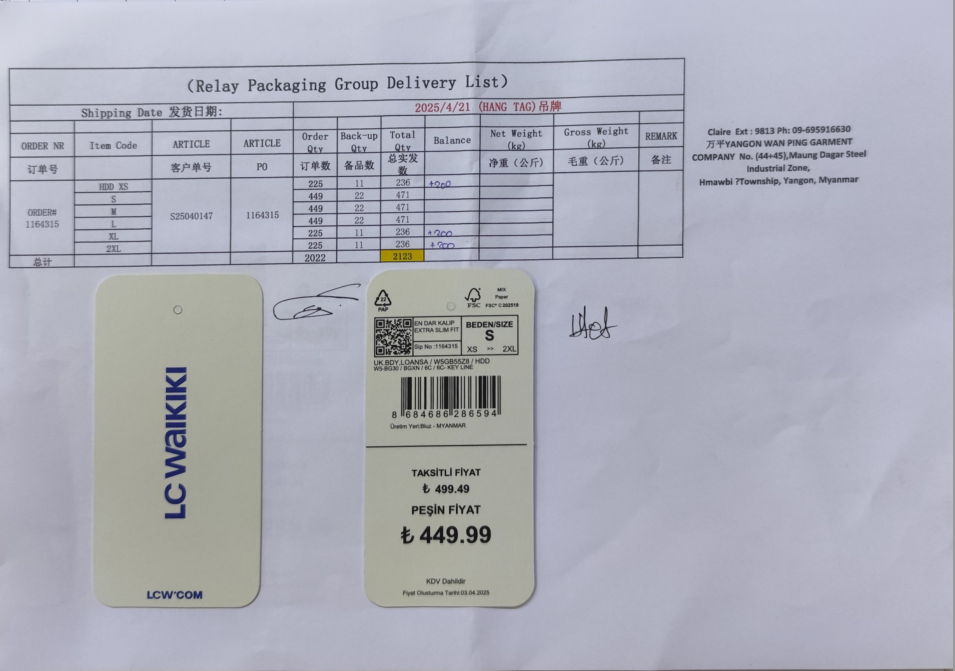 (Relay Packaging Group Delivery List)
Shipping Date 发货日期: 2025/4/21 (HANG TAG)吊牌
ORDER NR Item Code ARTICLE ARTICLE Order Qty Back-up Qty Total Qty Balance Net Weight (kg) Gross Weight (kg) REMARK
订单号 客户单号 PO 订单数 备品数 总实发数 净重（公斤） 毛重（公斤） 备注
ORDER# 1164315 S25040147 1164315
HDD XS 225 11 236 +200
S 449 22 471
M 449 22 471
L 449 22 471
XL 225 11 236 +200
2XL 225 11 236 +200
总计 2022 2123
Claire Ext : 9813 Ph: 09-695916630
万平YANGON WAN PING GARMENT
COMPANY No. (44+45),Maung Dagar Steel
Industrial Zone,
Hmawbi ?Township, Yangon, Myanmar
LC WAIKIKI
LCW.COM
22
PAP
FSC
MIX
Paper
FSC® C202518
EN DAR KALIP
EXTRA SLIM FIT
Sip No :1164315
BEDEN/SIZE
S
XS >> 2XL
UK.BDY.LOANSA / W5GB55Z8 / HDD
W5-BG30 / BGXN / 6C / 6C- KEY LINE
8 684686 286594
Üretim Yeri:Bluz - MYANMAR
TAKSİTLİ FİYAT
₺ 499.49
PEŞİN FİYAT
₺ 449.99
KDV Dahildir
Fiyat Olusturma Tarihi:03.04.2025